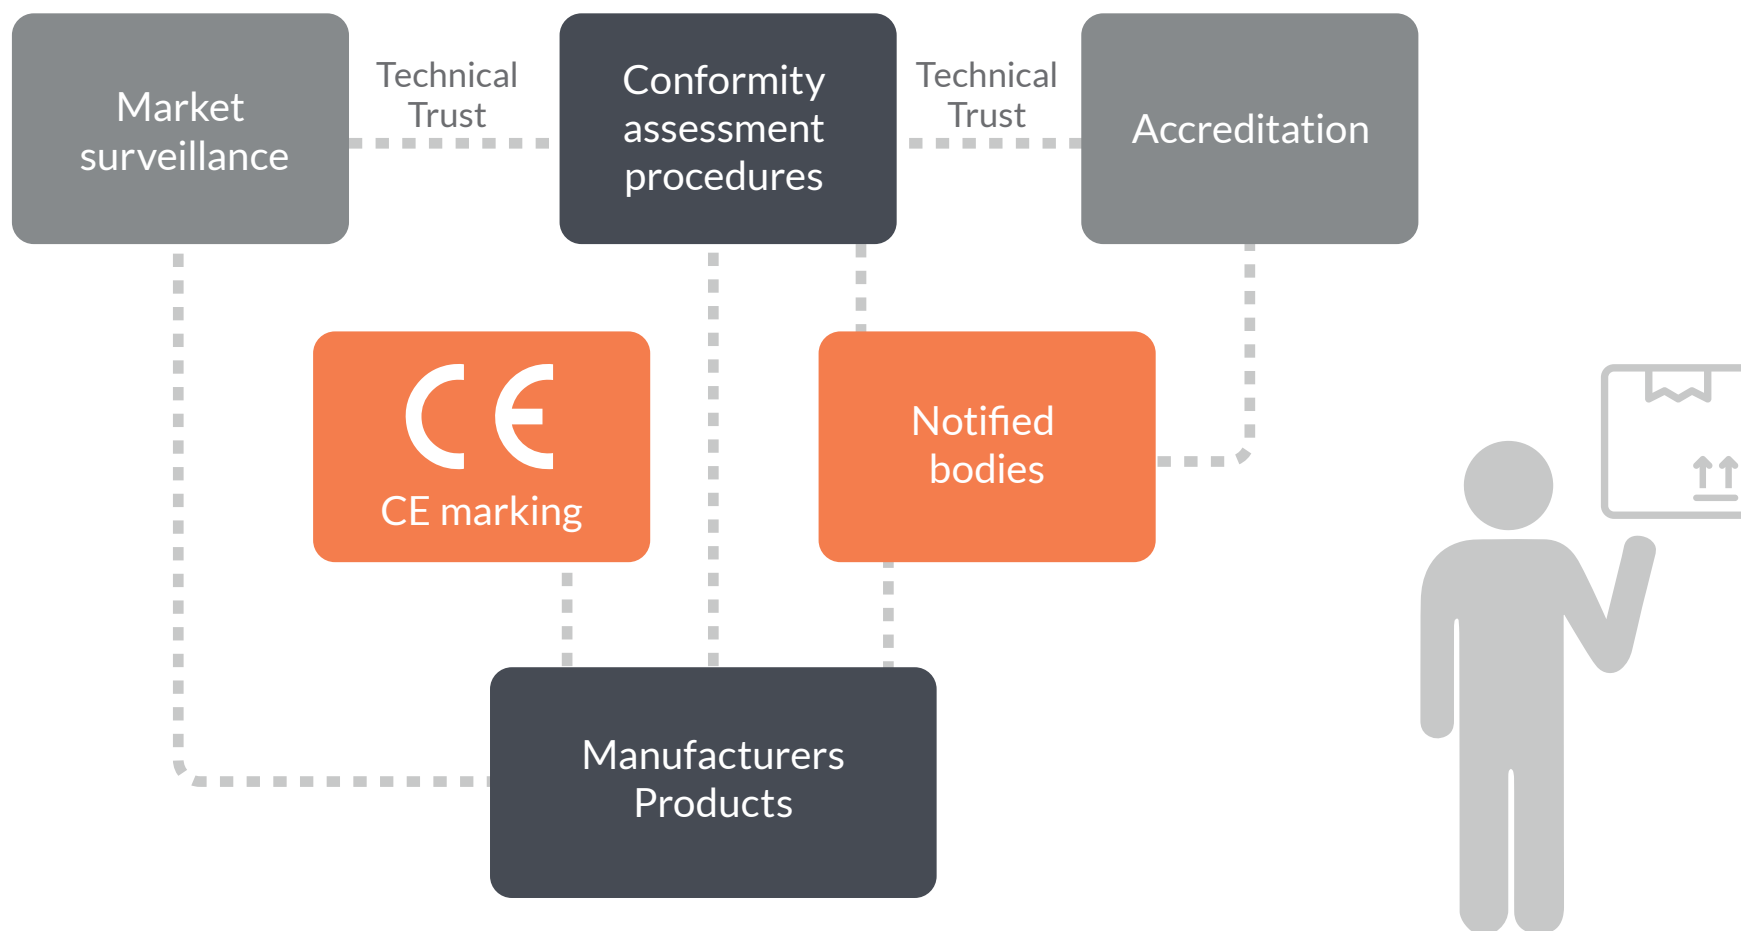 Market
surveillance
Technical
Trust
Conformity
assessment
procedures
Technical
Trust
Accreditation
CE
CE marking
Notified
bodies
Manufacturers
Products